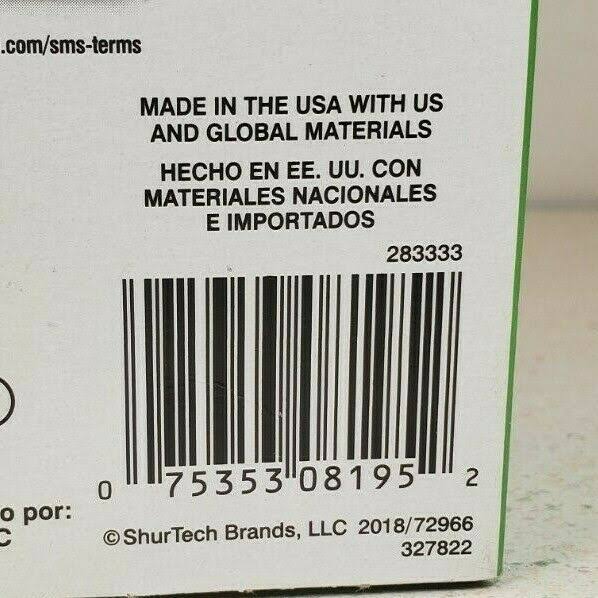 .com/sms-terms
MADE IN THE USA WITH US
AND GLOBAL MATERIALS
HECHO EN EE. UU. CON
MATERIALES NACIONALES
E IMPORTADOS
283333
0 75353 08195 2
o por:
C
©ShurTech Brands, LLC 2018/72966
327822